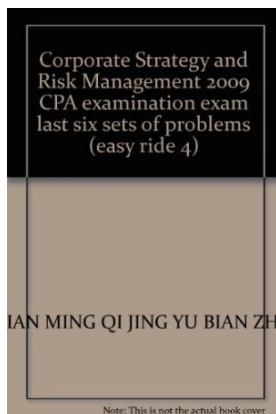 Corporate Strategy and
Risk Management 2009
CPA examination exam
last six sets of problems
(easy ride 4)
IAN MING QI JING YU BIAN ZH
Note: This is not the actual book cover